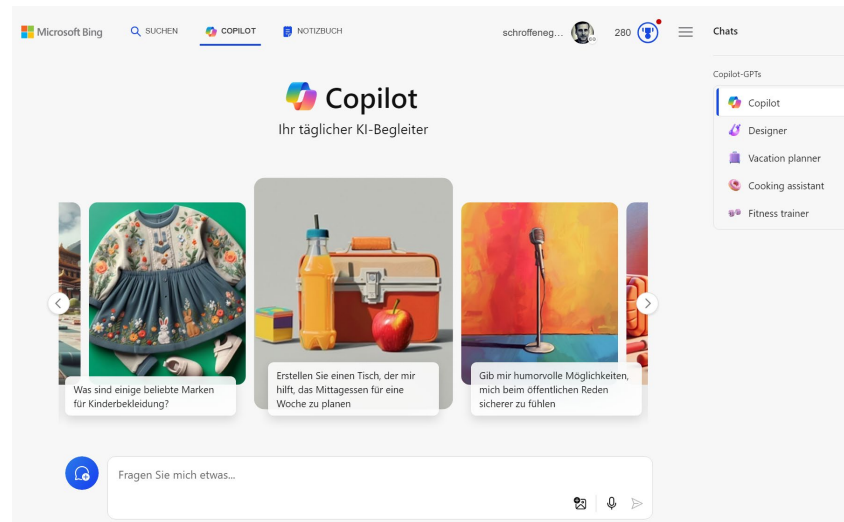 Microsoft Bing
SUCHEN
COPILOT
NOTIZBUCH
schroffeneg...
280
Chats
Copilot-GPTs
Copilot
Designer
Vacation planner
Cooking assistant
Fitness trainer
Copilot
Ihr täglicher KI-Begleiter
Was sind einige beliebte Marken
für Kinderbekleidung?
Erstellen Sie einen Tisch, der mir
hilft, das Mittagessen für eine
Woche zu planen
Gib mir humorvolle Möglichkeiten,
mich beim öffentlichen Reden
sicherer zu fühlen
Fragen Sie mich etwas...